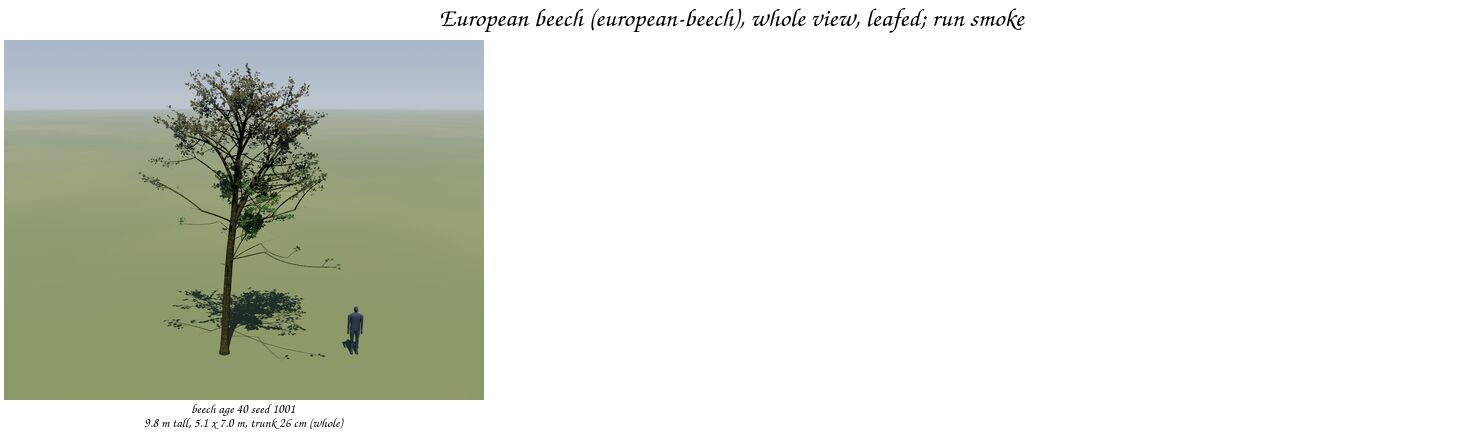 European beech (european-beech), whole view, leafed; run smoke
beech age 40 seed 1001
9.8 m tall, 5.1 x 7.0 m, trunk 26 cm (whole)